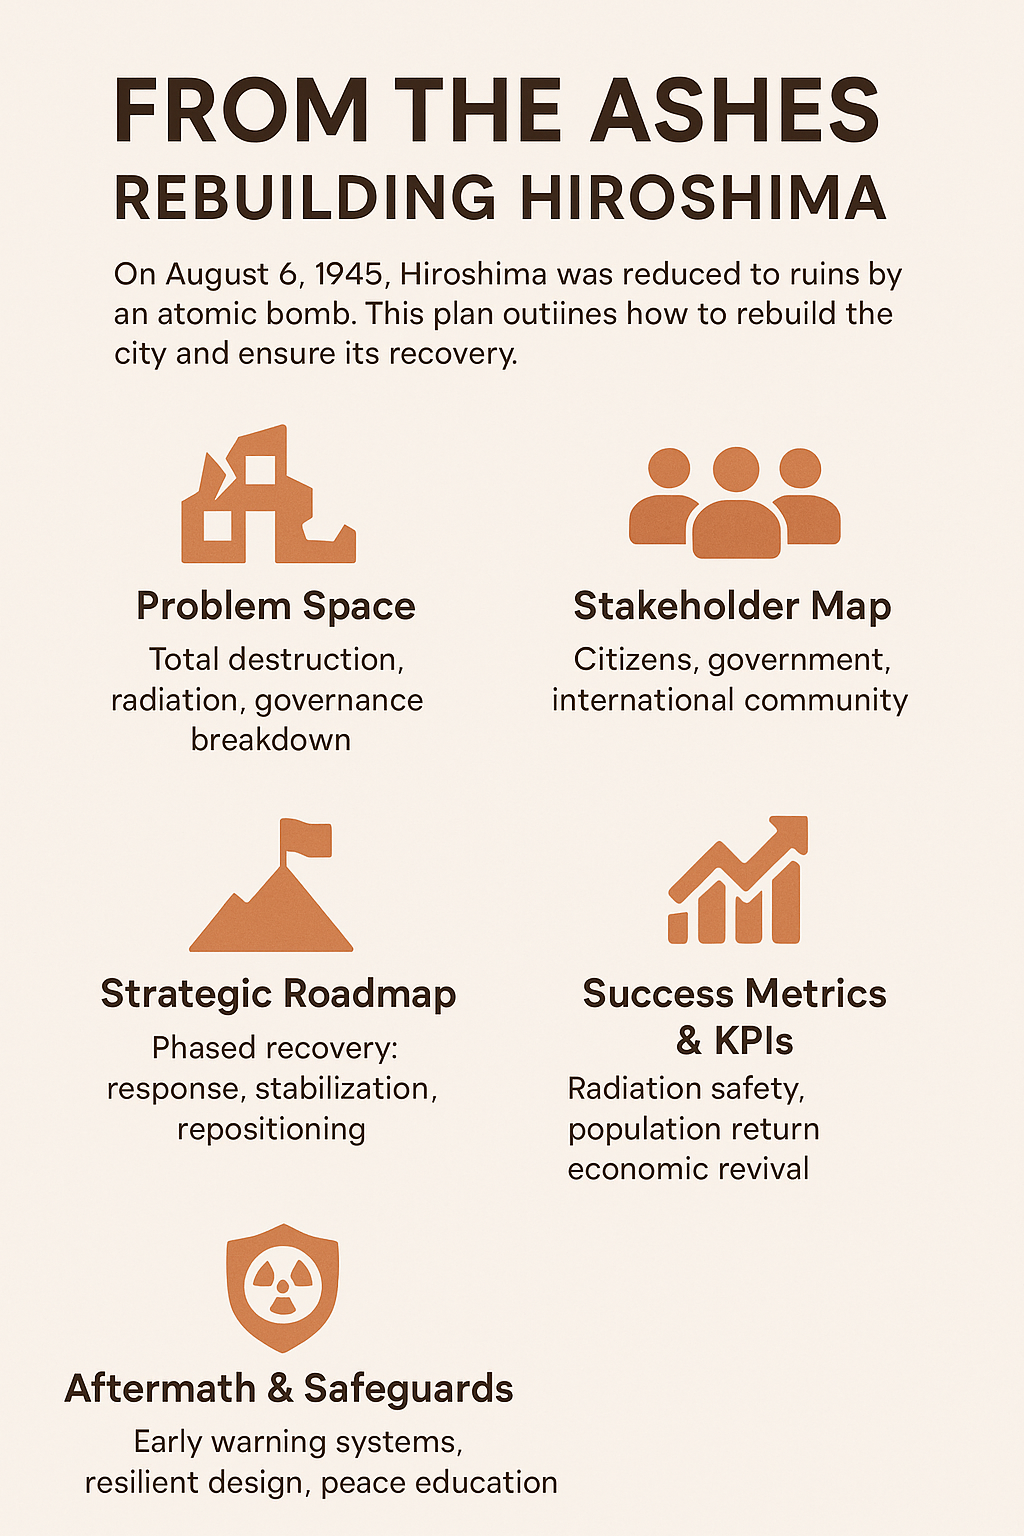 FROM THE ASHES
REBUILDING HIROSHIMA
On August 6, 1945, Hiroshima was reduced to ruins by
an atomic bomb. This plan outiines how to rebuild the
city and ensure its recovery.
Problem Space
Total destruction,
radiation, governance
breakdown
Stakeholder Map
Citizens, government,
international community
Strategic Roadmap
Phased recovery:
response, stabilization,
repositioning
Success Metrics
& KPIs
Radiation safety,
population return
economic revival
Aftermath & Safeguards
Early warning systems,
resilient design, peace education